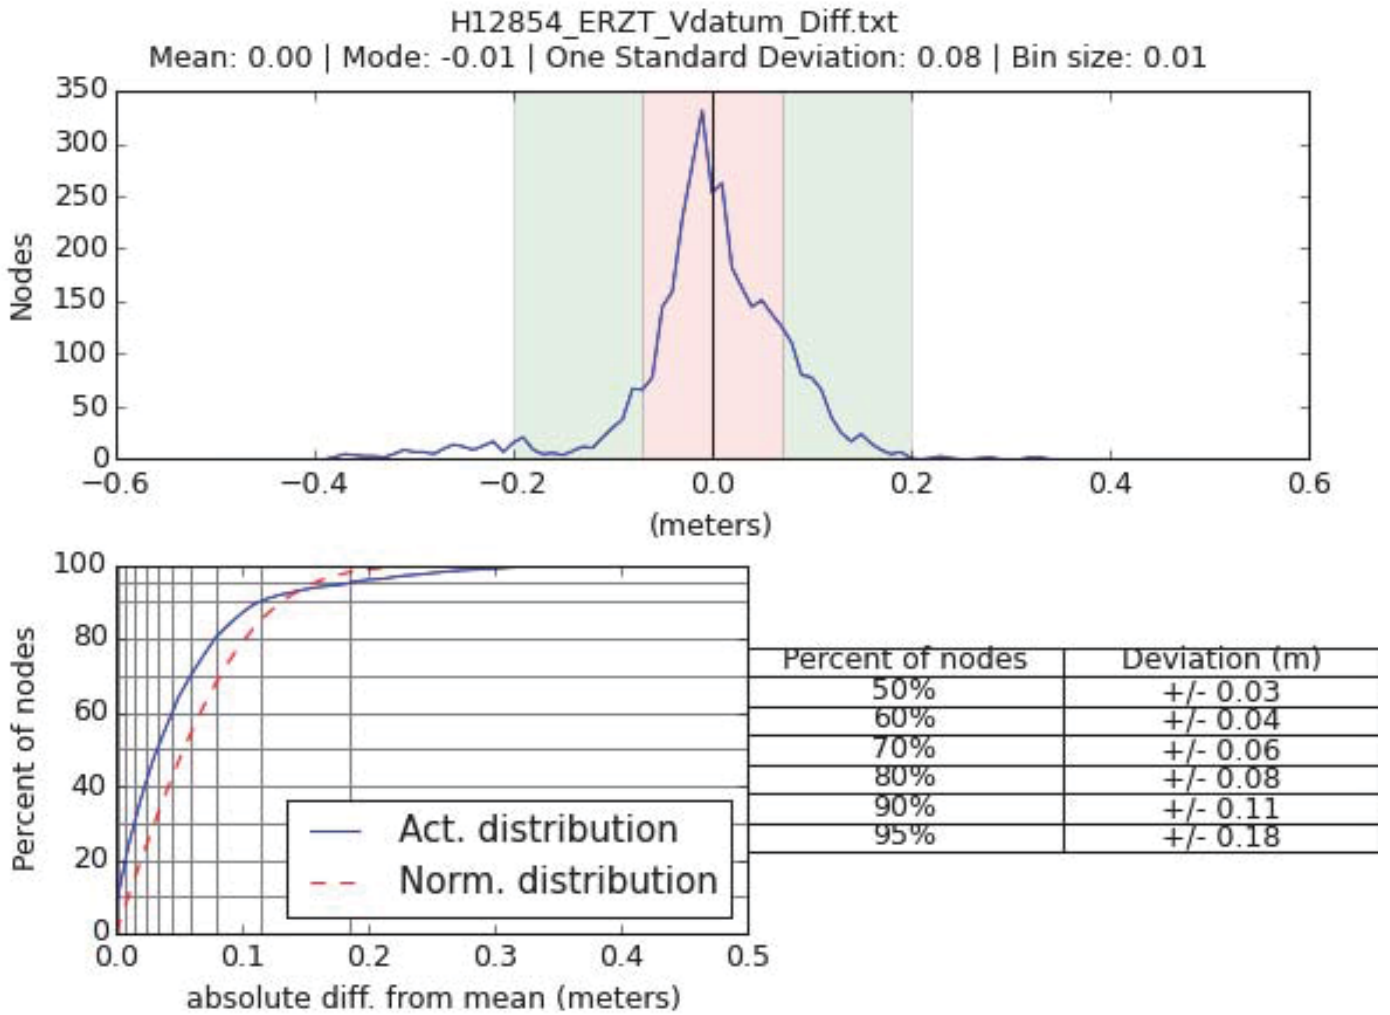 H12854_ERZT_Vdatum_Diff.txt
Mean: 0.00 | Mode: -0.01 | One Standard Deviation: 0.08 | Bin size: 0.01
350
300
250
200
150
100
50
0
Nodes
−0.6 −0.4 −0.2 0.0 0.2 0.4 0.6
(meters)
100
80
60
40
20
0
Percent of nodes
Act. distribution
Norm. distribution
0.0 0.1 0.2 0.3 0.4 0.5
absolute diff. from mean (meters)
Percent of nodes Deviation (m)
50% +/- 0.03
60% +/- 0.04
70% +/- 0.06
80% +/- 0.08
90% +/- 0.11
95% +/- 0.18